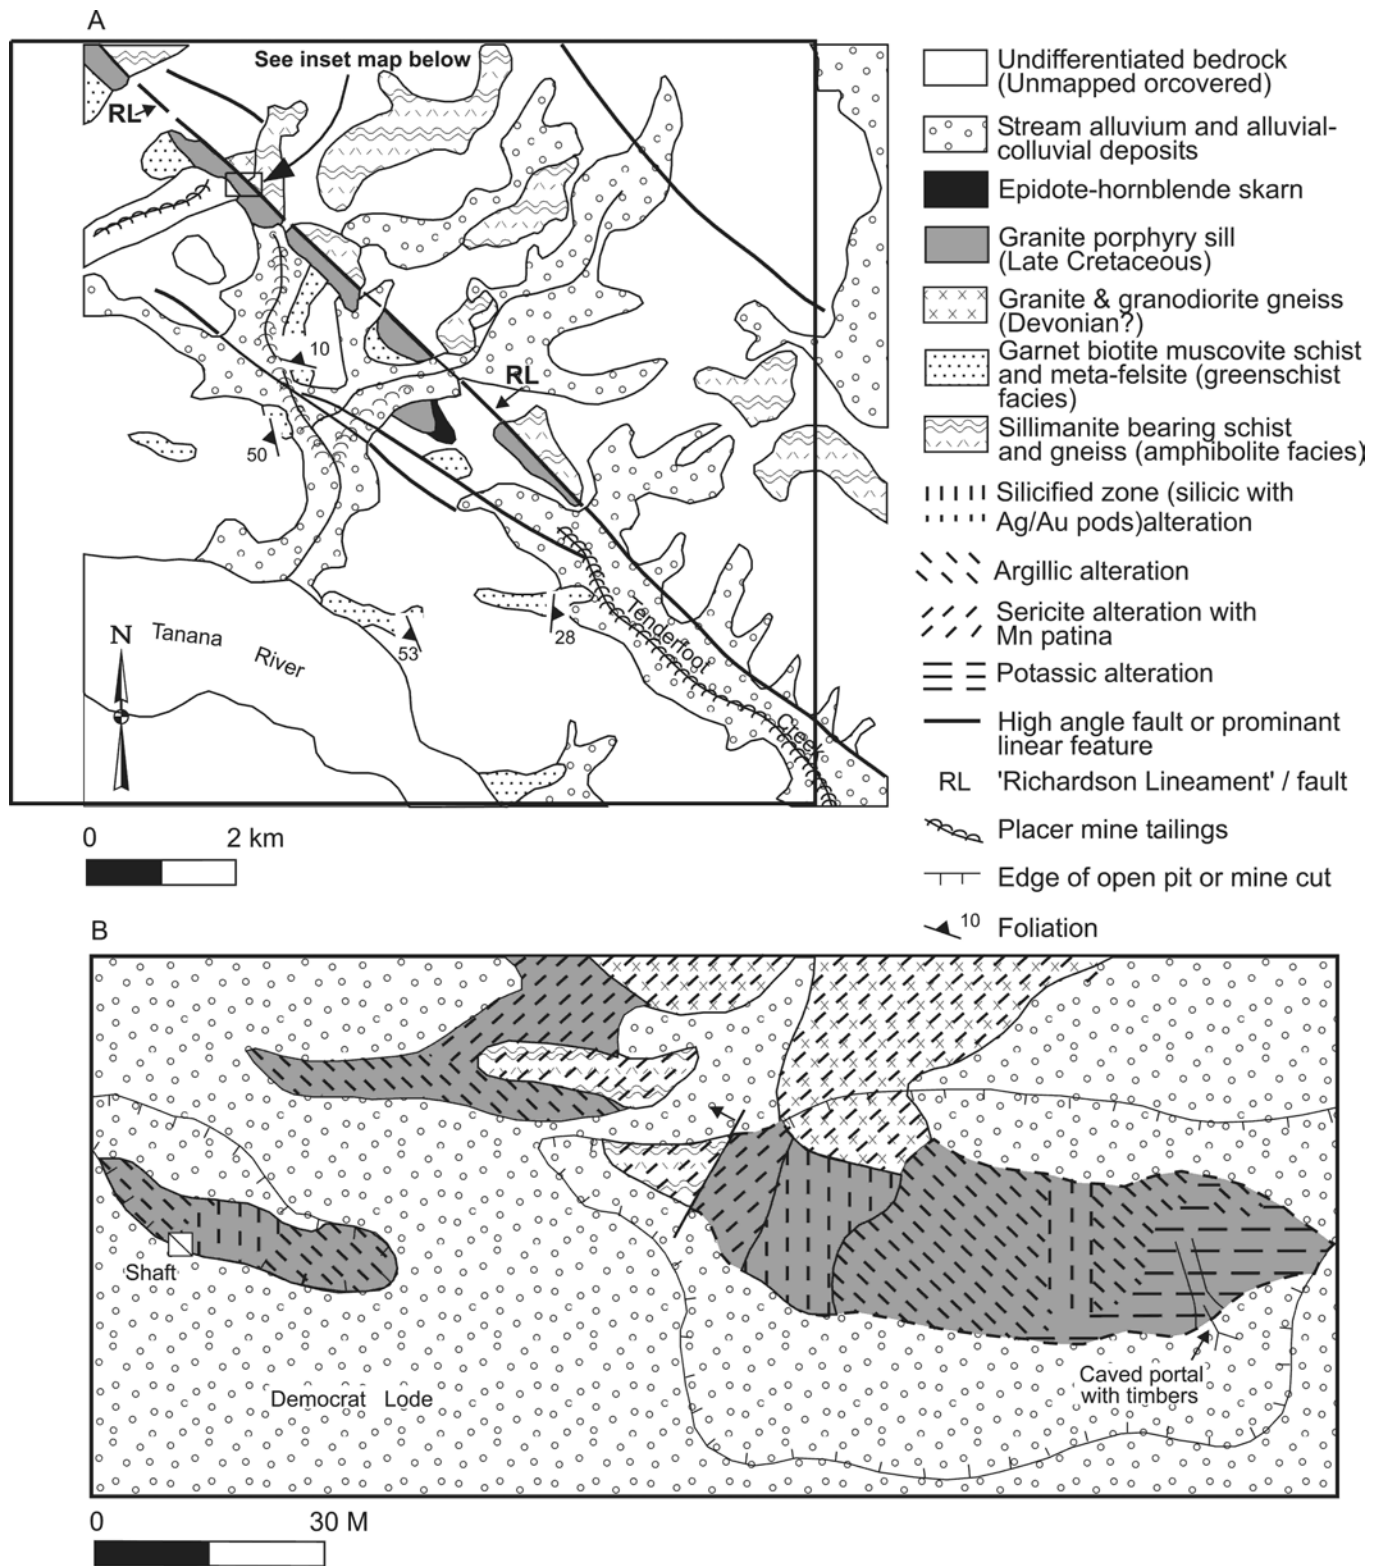 A
See inset map below
RL
10
RL
50
N
Tanana River
53
28
Tenderfoot
Creek
0 2 km
Undifferentiated bedrock
(Unmapped orcovered)
Stream alluvium and alluvial-
colluvial deposits
Epidote-hornblende skarn
Granite porphyry sill
(Late Cretaceous)
Granite & granodiorite gneiss
(Devonian?)
Garnet biotite muscovite schist
and meta-felsite (greenschist
facies)
Sillimanite bearing schist
and gneiss (amphibolite facies)
Silicified zone (silicic with
Ag/Au pods)alteration
Argillic alteration
Sericite alteration with
Mn patina
Potassic alteration
High angle fault or prominant
linear feature
RL 'Richardson Lineament' / fault
Placer mine tailings
Edge of open pit or mine cut
10 Foliation
B
Shaft
Democrat Lode
Caved portal
with timbers
0 30 M